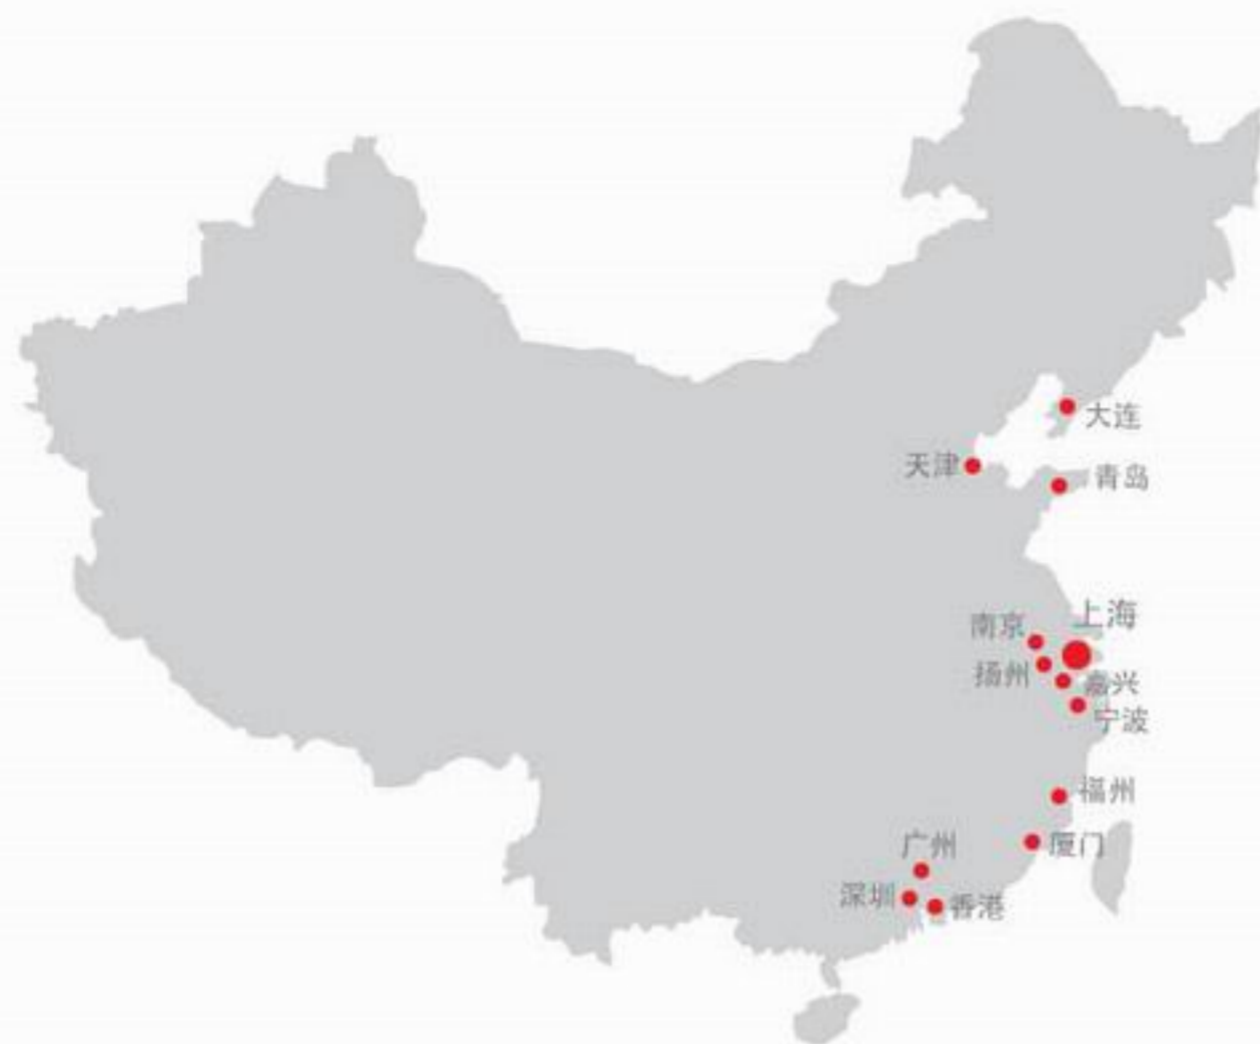 大连
天津
青岛
上海
南京
扬州
嘉兴
宁波
福州
厦门
广州
深圳
香港